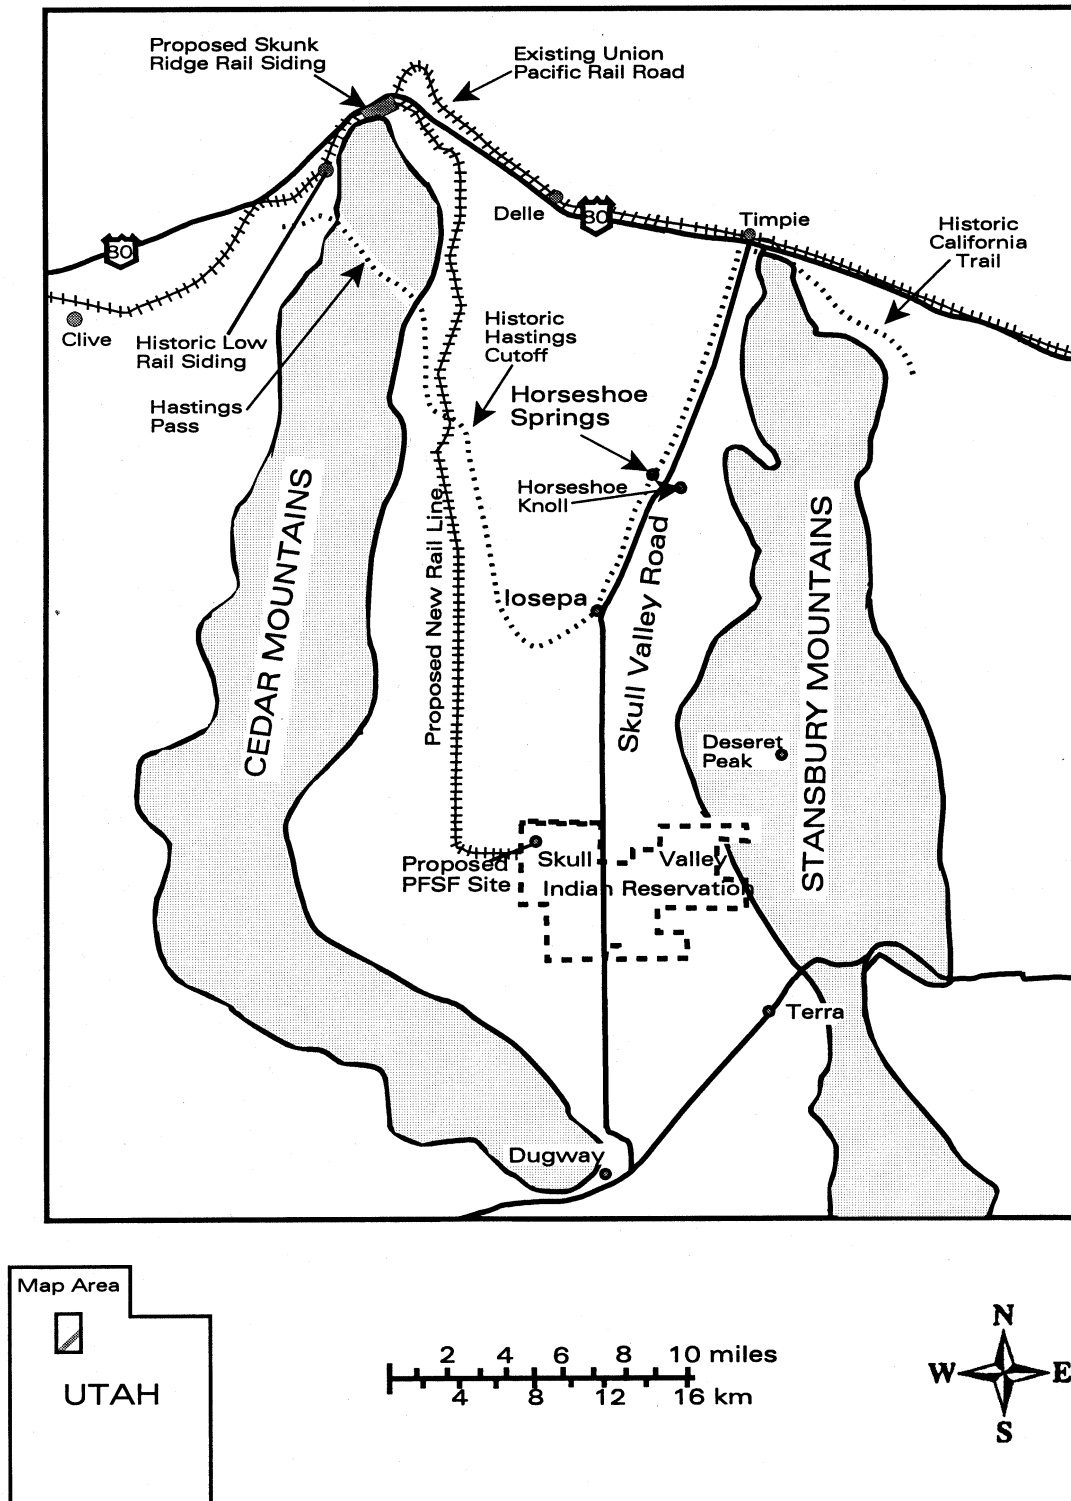 Proposed Skunk
Ridge Rail Siding
Existing Union
Pacific Rail Road
80
Delle
80
Timpie
Historic
California
Trail
Clive
Historic Low
Rail Siding
Hastings
Pass
Historic
Hastings
Cutoff
Horseshoe
Springs
Horseshoe
Knoll
CEDAR MOUNTAINS
Proposed New Rail Line
Iosepa
Skull Valley Road
STANSBURY MOUNTAINS
Deseret
Peak
Proposed
PFSF Site
Skull Valley
Indian Reservation
Terra
Dugway
Map Area
UTAH
2 4 6 8 10 miles
4 8 12 16 km
N
W E
S